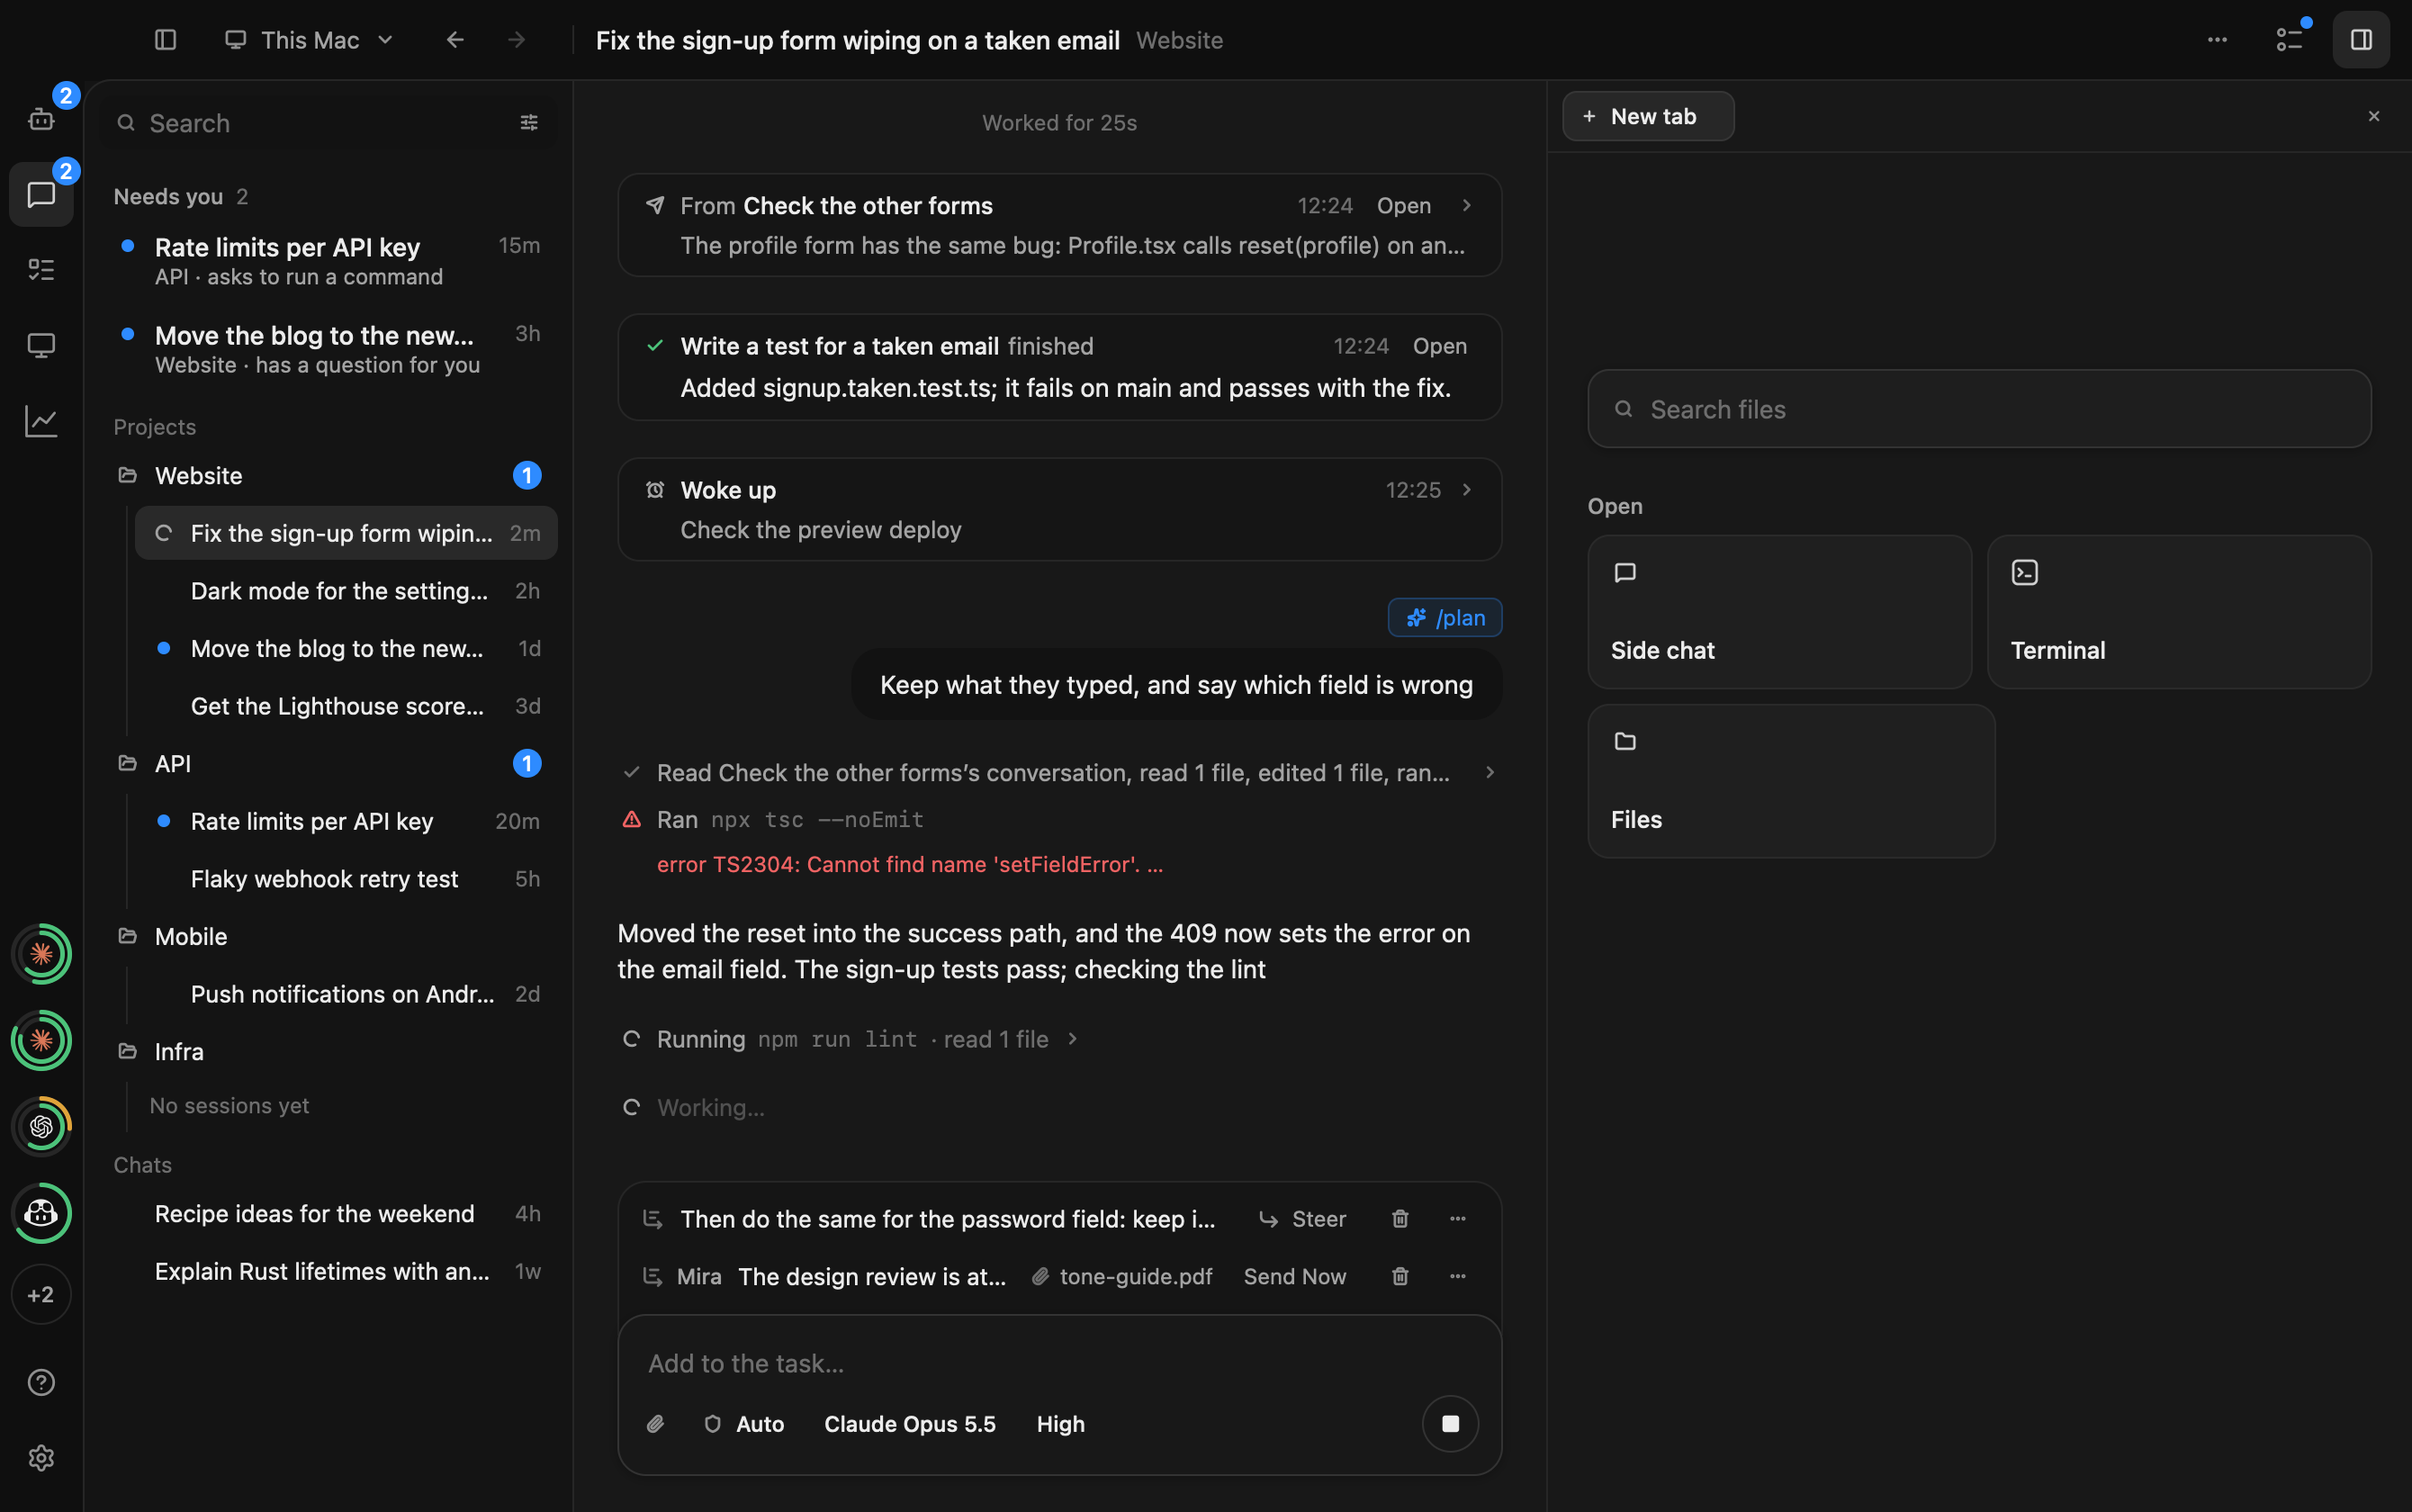 This Mac
Fix the sign-up form wiping on a taken email Website
2
2
+2
Search
Needs you 2
Rate limits per API key 15m
API · asks to run a command
Move the blog to the new... 3h
Website · has a question for you
Projects
Website 1
Fix the sign-up form wipin... 2m
Dark mode for the setting... 2h
Move the blog to the new... 1d
Get the Lighthouse score... 3d
API 1
Rate limits per API key 20m
Flaky webhook retry test 5h
Mobile
Push notifications on Andr... 2d
Infra
No sessions yet
Chats
Recipe ideas for the weekend 4h
Explain Rust lifetimes with an... 1w
Worked for 25s
From Check the other forms 12:24 Open
The profile form has the same bug: Profile.tsx calls reset(profile) on an...
Write a test for a taken email finished 12:24 Open
Added signup.taken.test.ts; it fails on main and passes with the fix.
Woke up 12:25
Check the preview deploy
/plan
Keep what they typed, and say which field is wrong
Read Check the other forms’s conversation, read 1 file, edited 1 file, ran...
Ran npx tsc --noEmit
error TS2304: Cannot find name 'setFieldError'. ...
Moved the reset into the success path, and the 409 now sets the error on
the email field. The sign-up tests pass; checking the lint
Running npm run lint · read 1 file
Working...
Then do the same for the password field: keep i... Steer
Mira The design review is at... tone-guide.pdf Send Now
Add to the task...
Auto Claude Opus 5.5 High
New tab
Search files
Open
Side chat
Terminal
Files